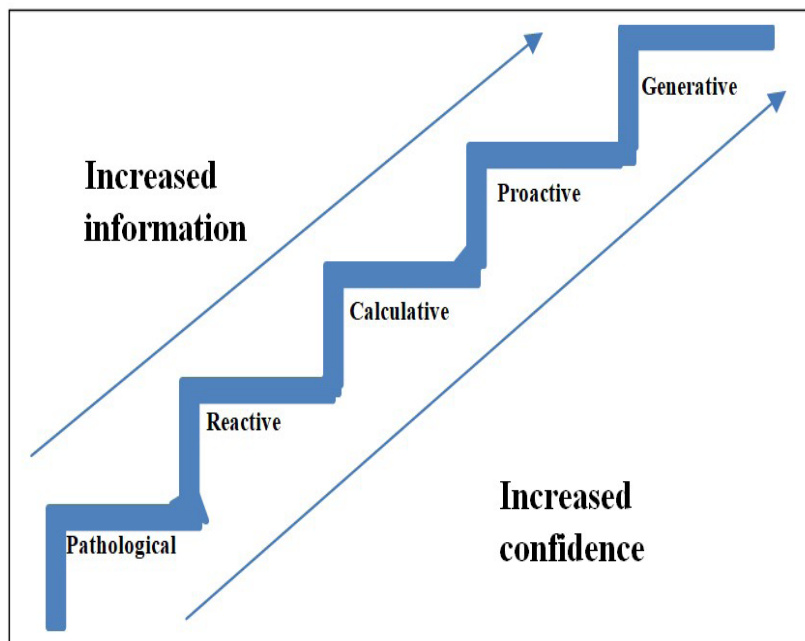 Generative
Increased
information
Proactive
Calculative
Reactive
Increased
confidence
Pathological